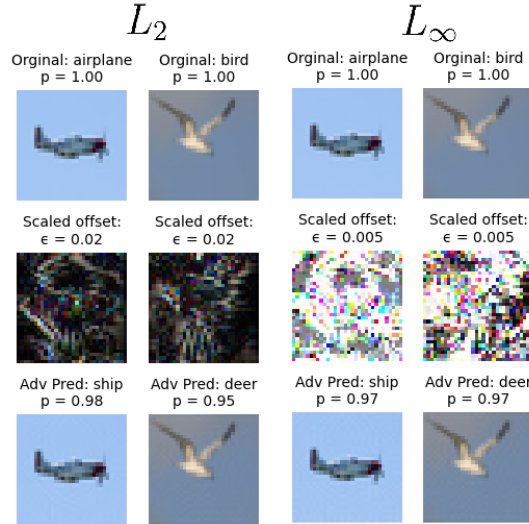 L₂
L∞
Orginal: airplane
p = 1.00
Orginal: bird
p = 1.00
Orginal: airplane
p = 1.00
Orginal: bird
p = 1.00
Scaled offset:
ϵ = 0.02
Scaled offset:
ϵ = 0.02
Scaled offset:
ϵ = 0.005
Scaled offset:
ϵ = 0.005
Adv Pred: ship
p = 0.98
Adv Pred: deer
p = 0.95
Adv Pred: ship
p = 0.97
Adv Pred: deer
p = 0.97